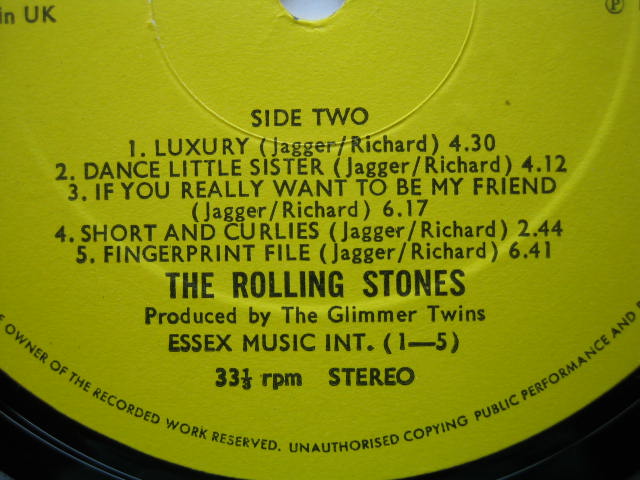 in UK
℗
SIDE TWO
1. LUXURY (Jagger/Richard) 4.30
2. DANCE LITTLE SISTER (Jagger/Richard) 4.12
3. IF YOU REALLY WANT TO BE MY FRIEND
(Jagger/Richard) 6.17
4. SHORT AND CURLIES (Jagger/Richard) 2.44
5. FINGERPRINT FILE (Jagger/Richard) 6.41
THE ROLLING STONES
Produced by The Glimmer Twins
ESSEX MUSIC INT. (1—5)
33⅓ rpm STEREO
OWNER OF THE RECORDED WORK RESERVED. UNAUTHORISED COPYING PUBLIC PERFORMANCE AND